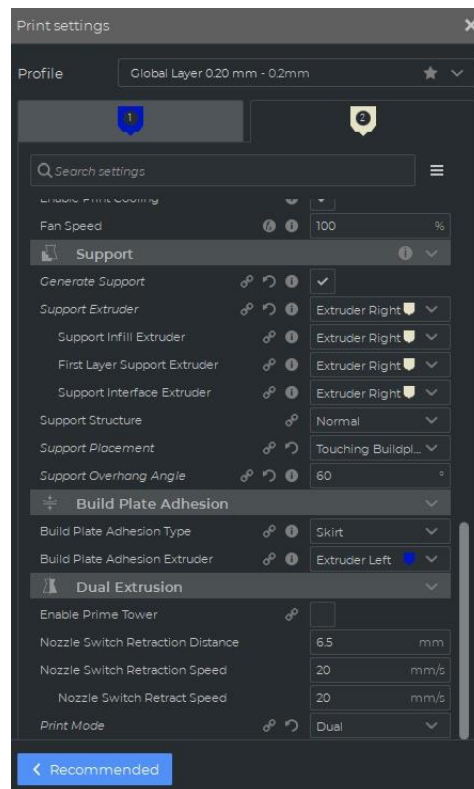 Print settings
Profile Global Layer 0.20 mm - 0.2mm
1 2
Search settings
Enable Print Cooling
Fan Speed 100 %
Support
Generate Support
Support Extruder Extruder Right
Support Infill Extruder Extruder Right
First Layer Support Extruder Extruder Right
Support Interface Extruder Extruder Right
Support Structure Normal
Support Placement Touching Buildpl...
Support Overhang Angle 60 °
Build Plate Adhesion
Build Plate Adhesion Type Skirt
Build Plate Adhesion Extruder Extruder Left
Dual Extrusion
Enable Prime Tower
Nozzle Switch Retraction Distance 6.5 mm
Nozzle Switch Retraction Speed 20 mm/s
Nozzle Switch Retract Speed 20 mm/s
Print Mode Dual
Recommended